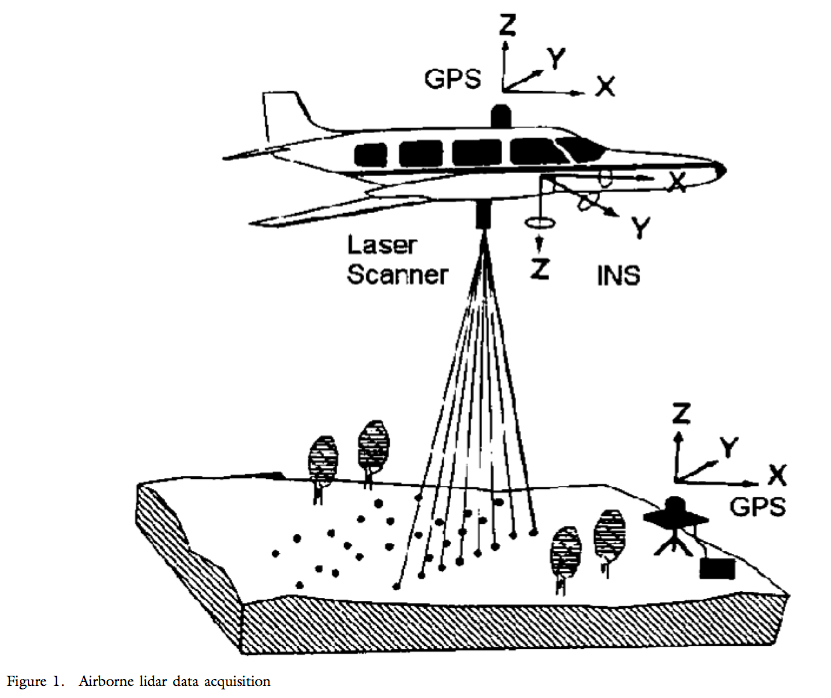 Z
Y
GPS
X
X
Y
Laser
Scanner
Z
INS
Z
Y
X
GPS
Figure 1. Airborne lidar data acquisition